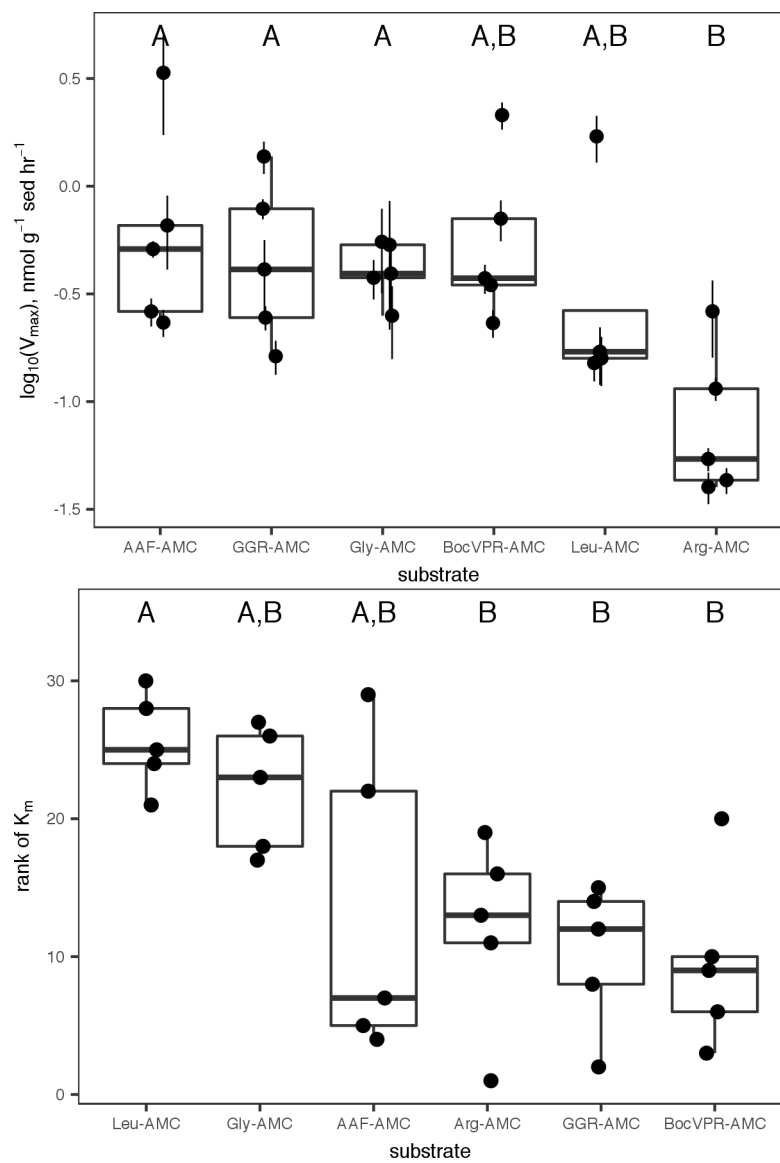 A A A A,B A,B B
log₁₀(Vₘₐₓ), nmol g⁻¹ sed hr⁻¹
0.5
0.0
-0.5
-1.0
-1.5
AAF-AMC GGR-AMC Gly-AMC BocVPR-AMC Leu-AMC Arg-AMC
substrate
A A,B A,B B B B
rank of Kₘ
30
20
10
0
Leu-AMC Gly-AMC AAF-AMC Arg-AMC GGR-AMC BocVPR-AMC
substrate